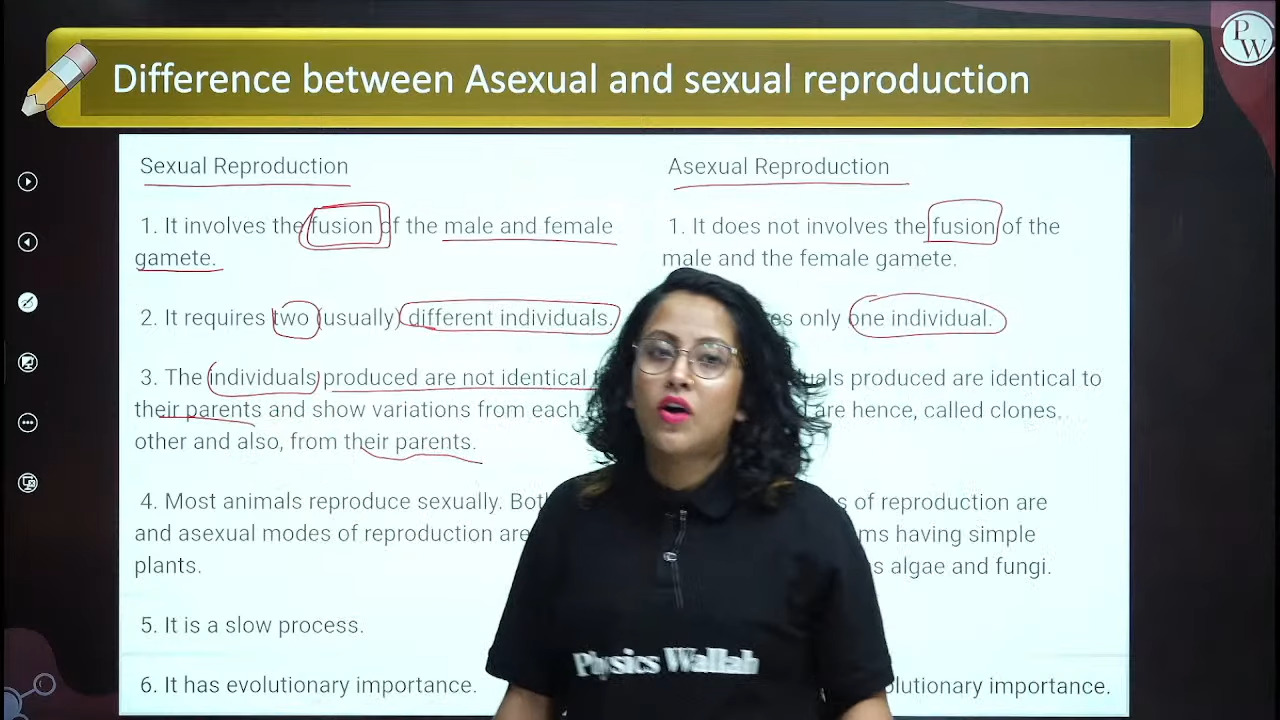 Difference between Asexual and sexual reproduction
PW
Sexual Reproduction
1. It involves the fusion of the male and female
gamete.
2. It requires two (usually) different individuals.
3. The individuals produced are not identical
their parents and show variations from each
other and also, from their parents.
4. Most animals reproduce sexually.
and asexual modes of reproduction are
plants.
5. It is a slow process.
6. It has evolutionary importance.
Asexual Reproduction
1. It does not involves the fusion of the
male and the female gamete.
only one individual.
produced are identical to
are hence, called clones.
of reproduction are
having simple
algae and fungi.
importance.
Physics Wallah